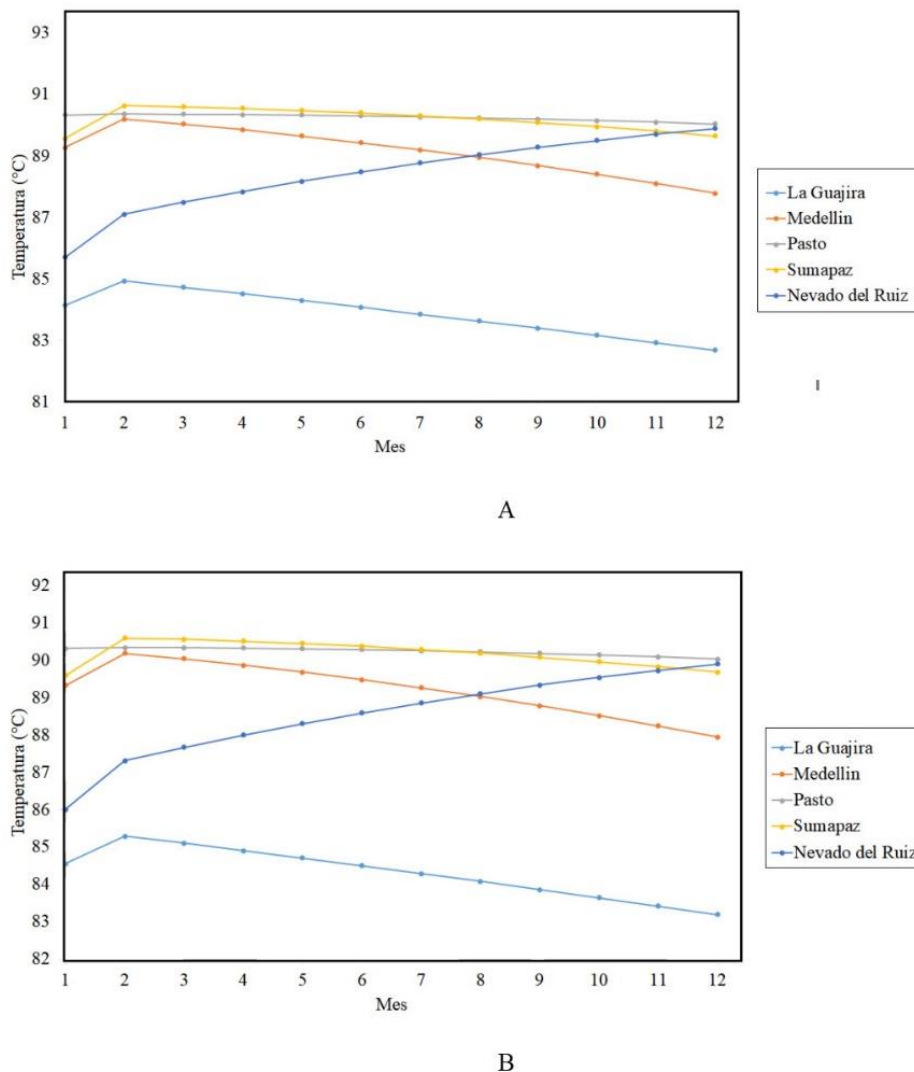 93
91
89
87
85
83
81
Temperatura (°C)
1 2 3 4 5 6 7 8 9 10 11 12
Mes
La Guajira
Medellin
Pasto
Sumapaz
Nevado del Ruiz
A
92
91
90
89
88
87
86
85
84
83
82
Temperatura (°C)
1 2 3 4 5 6 7 8 9 10 11 12
Mes
La Guajira
Medellin
Pasto
Sumapaz
Nevado del Ruiz
B